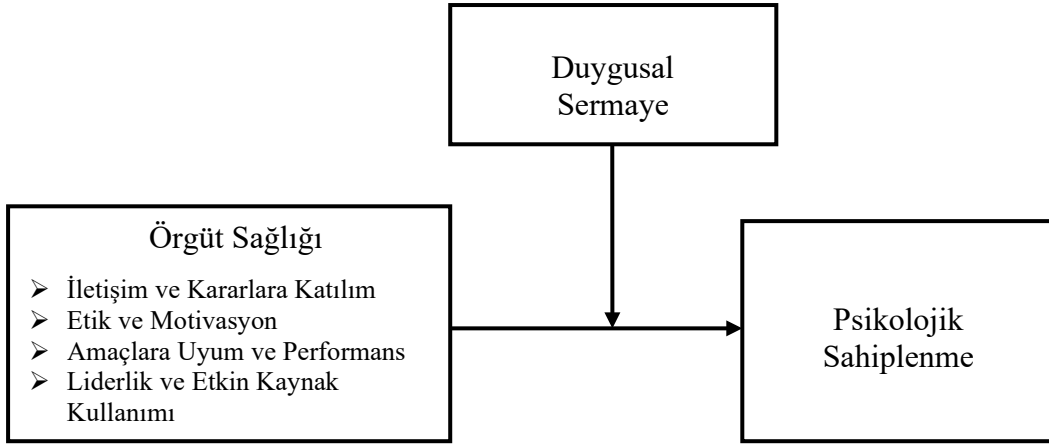 Duygusal
Sermaye
Örgüt Sağlığı
➢ İletişim ve Kararlara Katılım
➢ Etik ve Motivasyon
➢ Amaçlara Uyum ve Performans
➢ Liderlik ve Etkin Kaynak
Kullanımı
Psikolojik
Sahiplenme